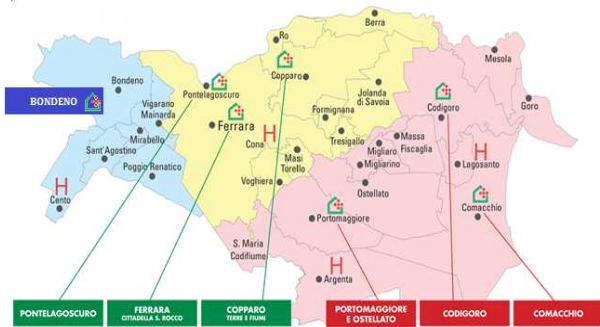 Berra
Ro
Mesola
Copparo
Bondeno
Pontelagoscuro
Jolanda
di Savoia
BONDENO
Vigarano
Mainarda
Codigoro
Goro
Formignana
Ferrara
Mirabello
H
Cona
Tresigallo
Massa
Fiscaglia
Migliaro
Sant'Agostino
Masi
Torello
Migliarino
H
Lagosanto
Poggio Renatico
Voghiera
Ostellato
H
Cento
Comacchio
Portomaggiore
S. Maria
Codifiume
H
Argenta
PONTELAGOSCURO
FERRARA
CITTADELLA S. ROCCO
COPPARO
TERRE E FIUMI
PORTOMAGGIORE
E OSTELLATO
CODIGORO
COMACCHIO